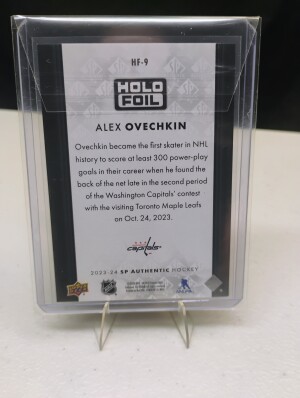 HF-9
HOLO
FOIL
ALEX OVECHKIN
Ovechkin became the first skater in NHL
history to score at least 300 power-play
goals in their career when he found the
back of the net late in the second period
of the Washington Capitals' contest
with the visiting Toronto Maple Leafs
on Oct. 24, 2023.
capitals
2023-24 SP AUTHENTIC HOCKEY